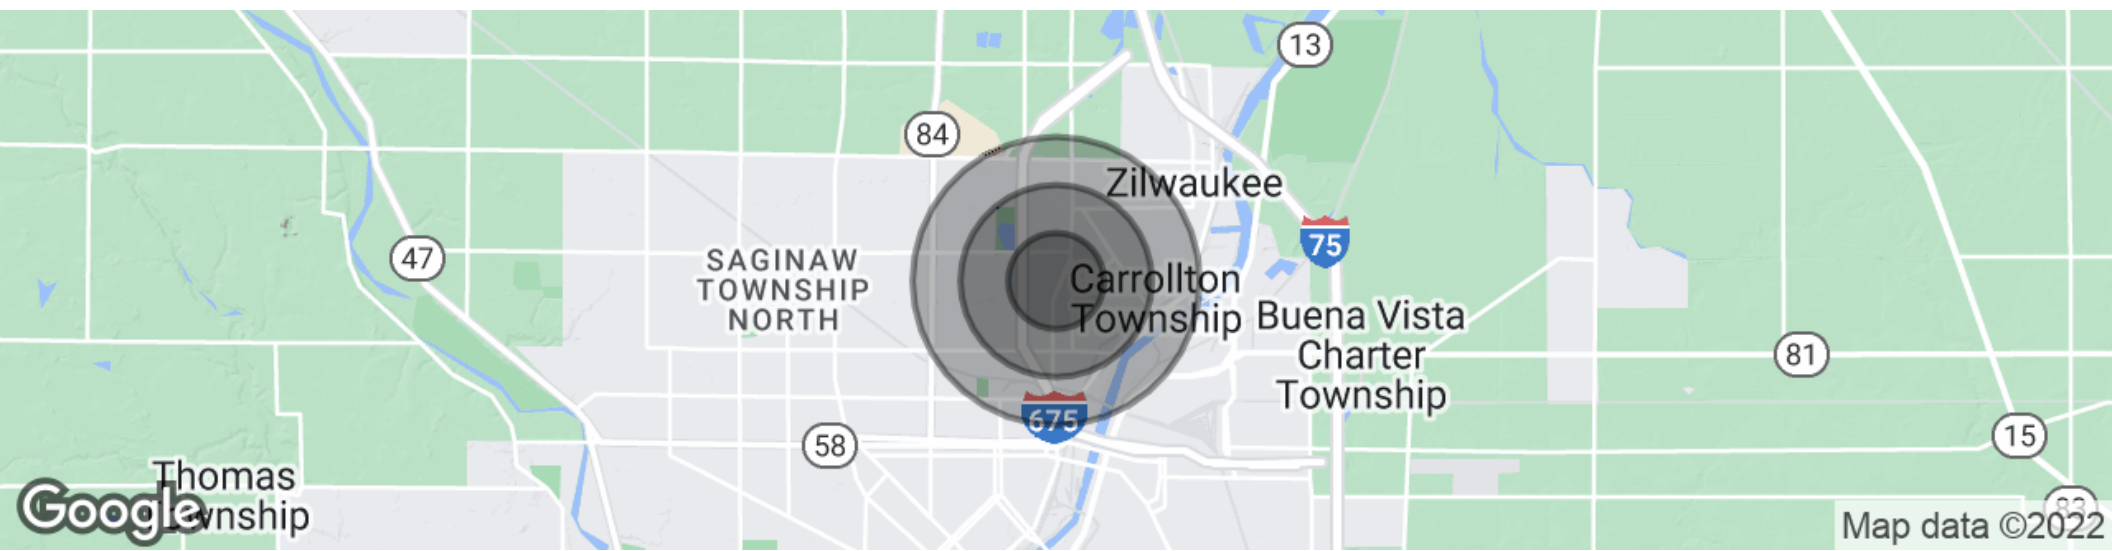 13
84
Zilwaukee
75
47
SAGINAW
TOWNSHIP
NORTH
Carrollton
Township
Buena Vista
Charter
Township
81
675
58
15
Thomas
Township
Google
83
Map data ©2022